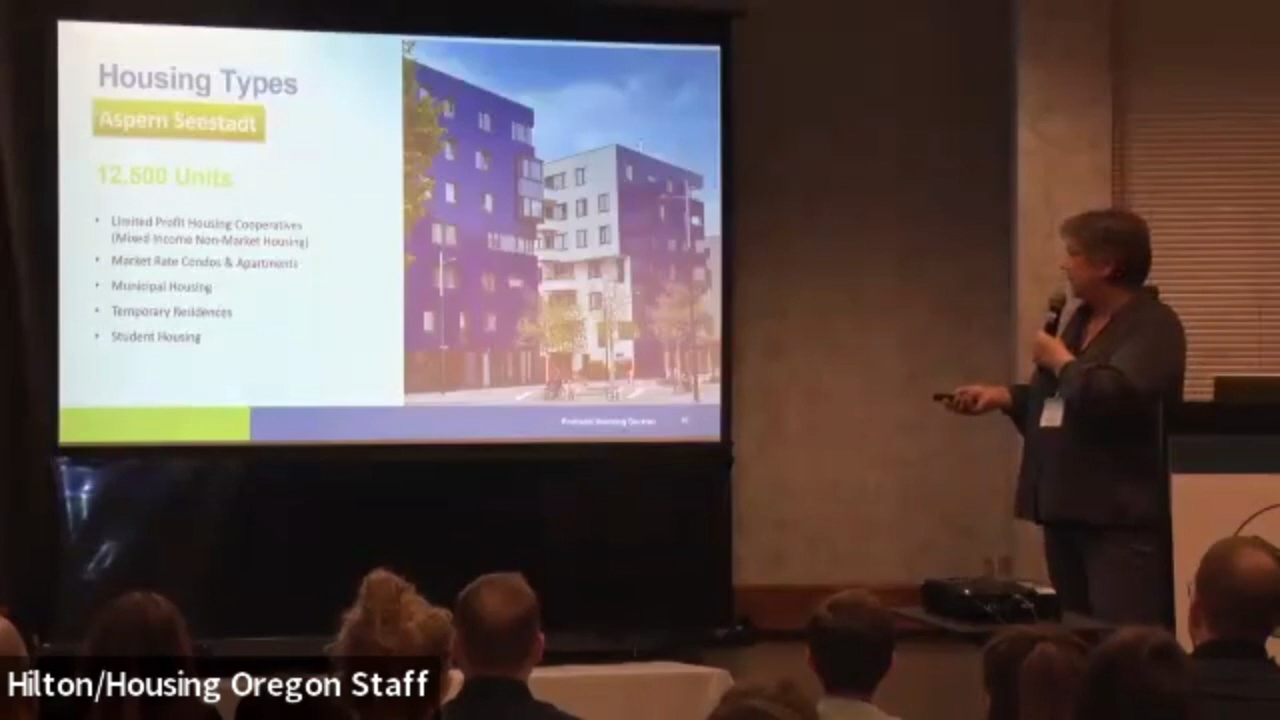 Housing Types
Aspern Seestadt
12.500 Units
• Limited Profit Housing Cooperatives
(Mixed Income Non-Market Housing)
• Market Rate Condos & Apartments
• Municipal Housing
• Temporary Residences
• Student Housing
Housing
Hilton/Housing Oregon Staff